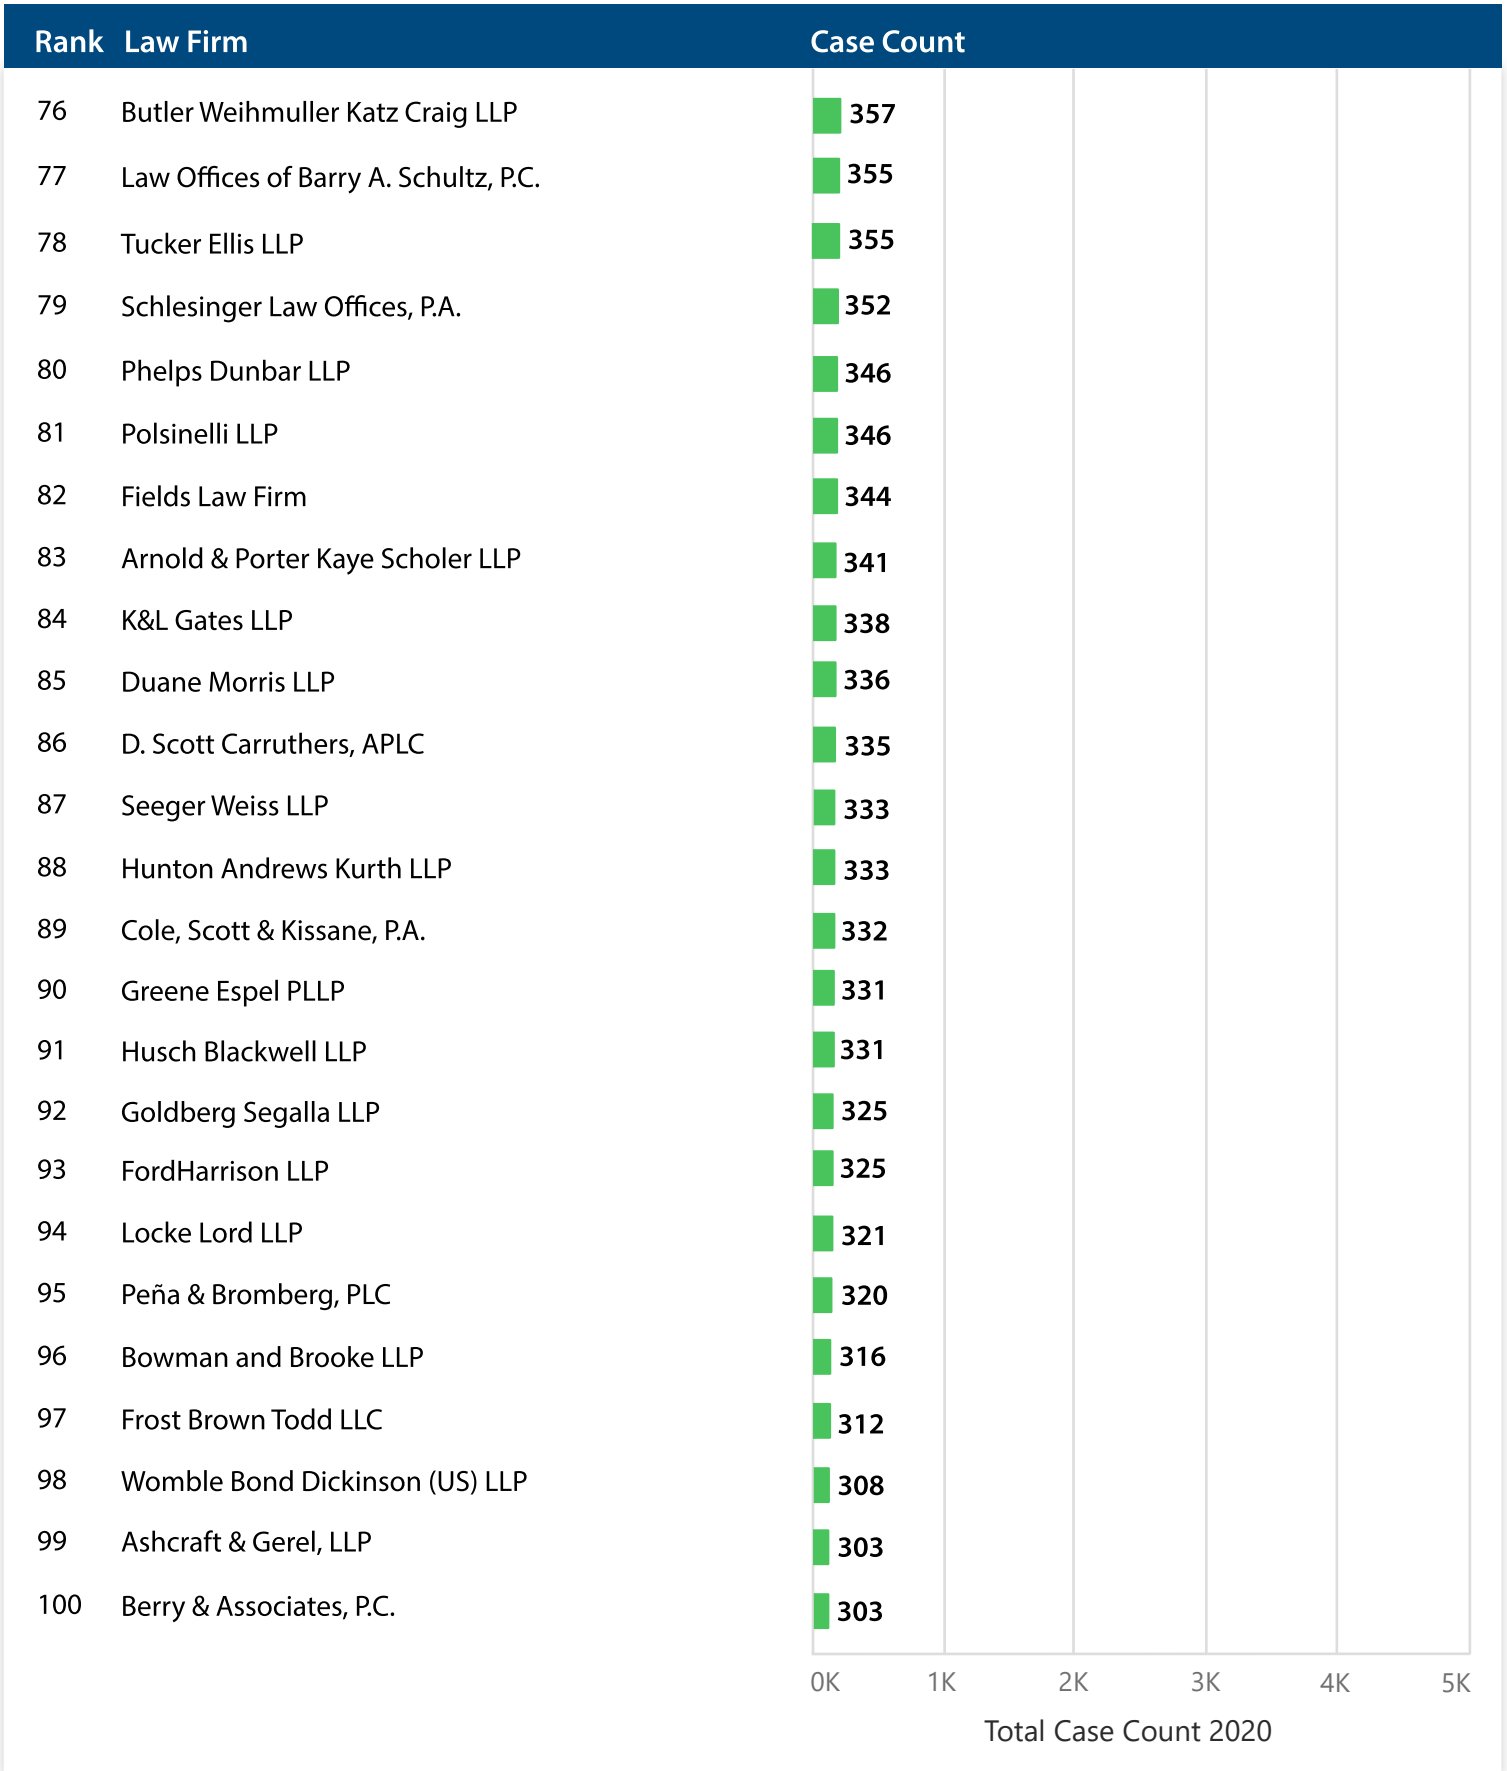 Rank Law Firm Case Count
76 Butler Weihmuller Katz Craig LLP 357
77 Law Offices of Barry A. Schultz, P.C. 355
78 Tucker Ellis LLP 355
79 Schlesinger Law Offices, P.A. 352
80 Phelps Dunbar LLP 346
81 Polsinelli LLP 346
82 Fields Law Firm 344
83 Arnold & Porter Kaye Scholer LLP 341
84 K&L Gates LLP 338
85 Duane Morris LLP 336
86 D. Scott Carruthers, APLC 335
87 Seeger Weiss LLP 333
88 Hunton Andrews Kurth LLP 333
89 Cole, Scott & Kissane, P.A. 332
90 Greene Espel PLLP 331
91 Husch Blackwell LLP 331
92 Goldberg Segalla LLP 325
93 FordHarrison LLP 325
94 Locke Lord LLP 321
95 Peña & Bromberg, PLC 320
96 Bowman and Brooke LLP 316
97 Frost Brown Todd LLC 312
98 Womble Bond Dickinson (US) LLP 308
99 Ashcraft & Gerel, LLP 303
100 Berry & Associates, P.C. 303
0K 1K 2K 3K 4K 5K
Total Case Count 2020